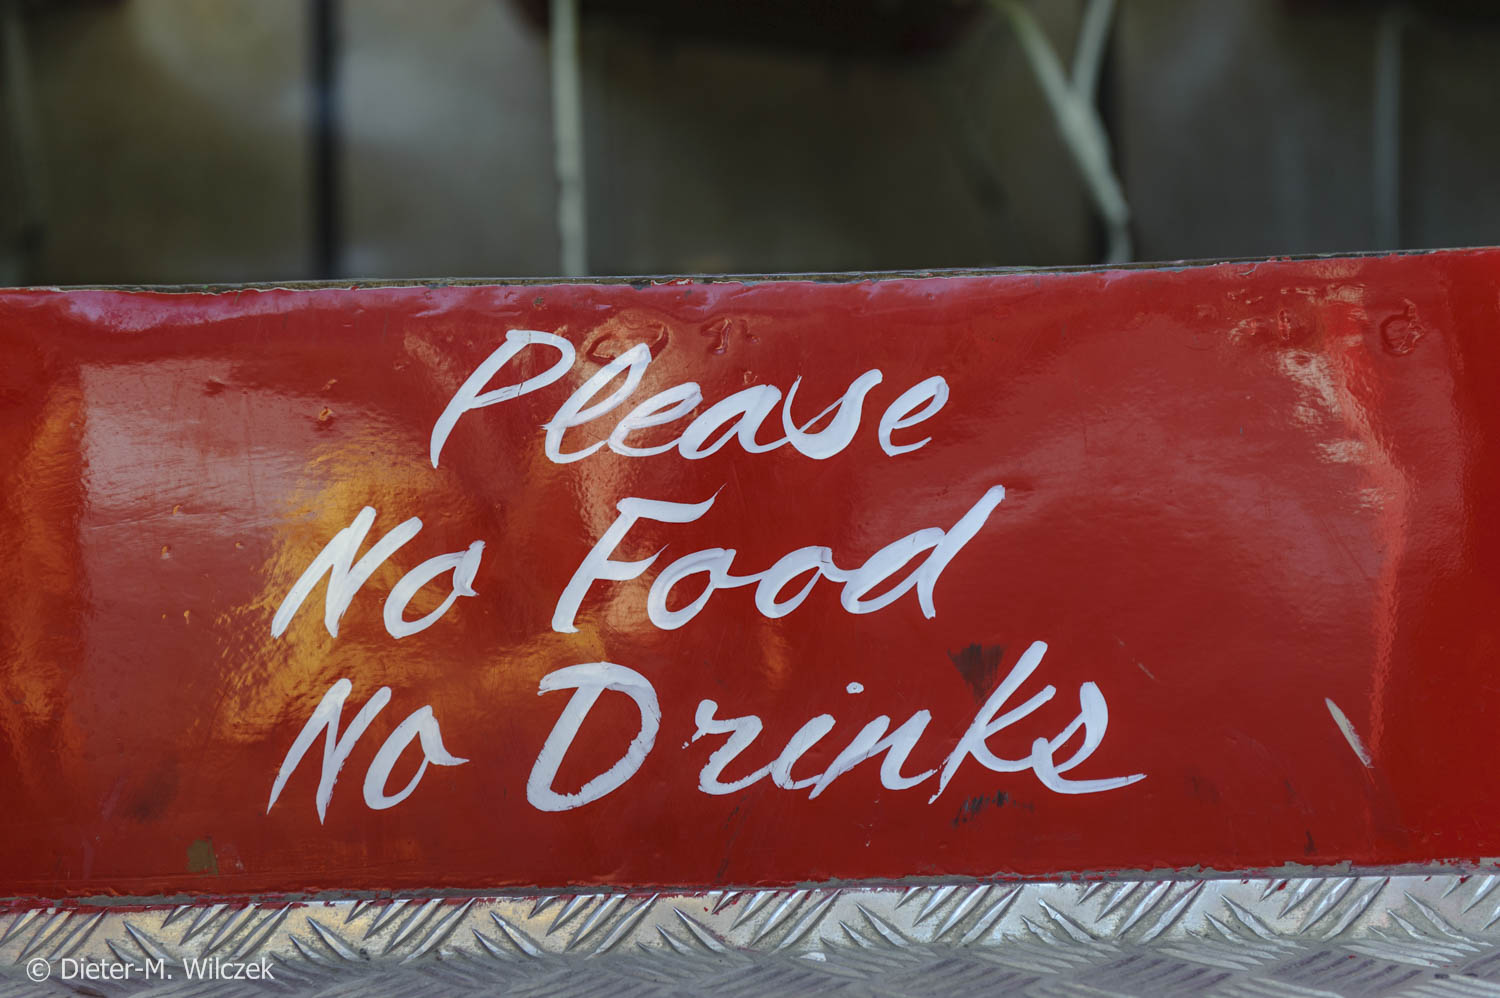 Please
No Food
No Drinks
© Dieter-M. Wilczek